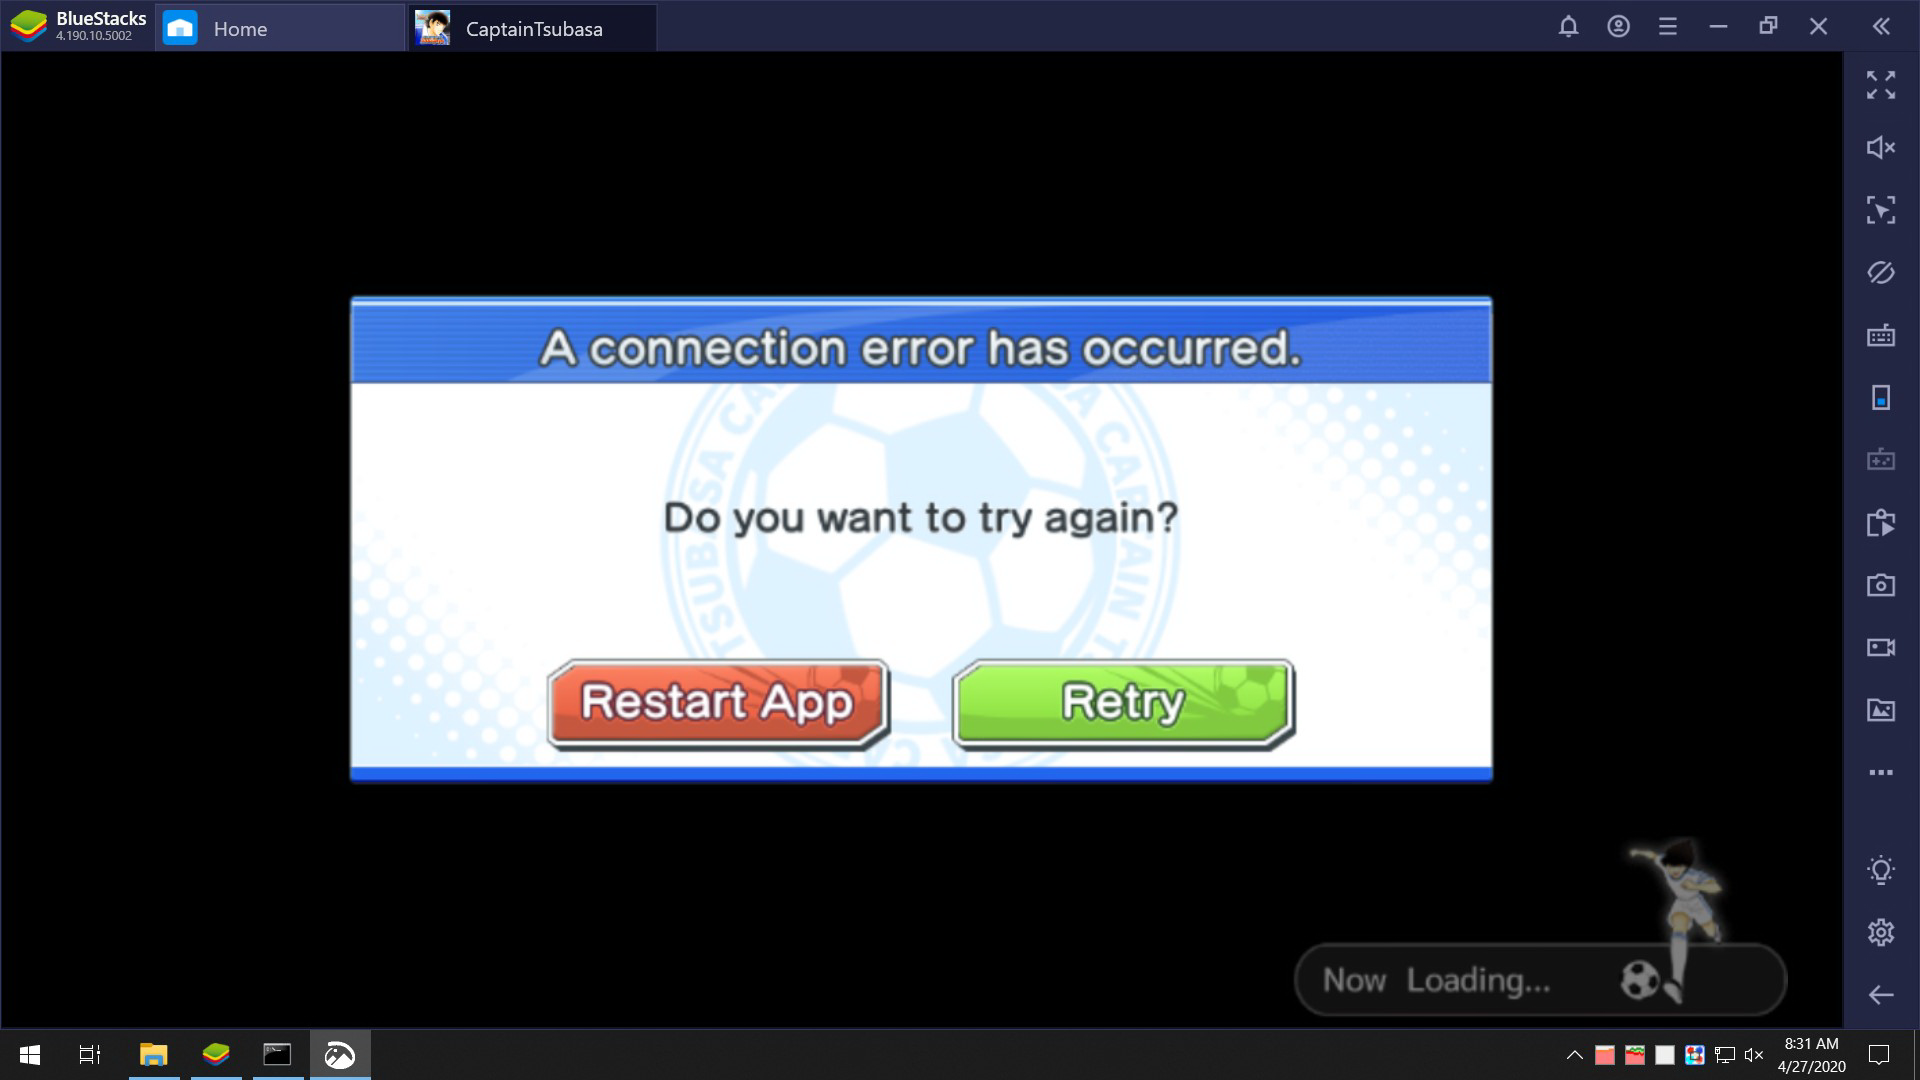 BlueStacks
4.190.10.5002
Home
CaptainTsubasa
A connection error has occurred.
Do you want to try again?
Restart App
Retry
Now Loading...
8:31 AM
4/27/2020